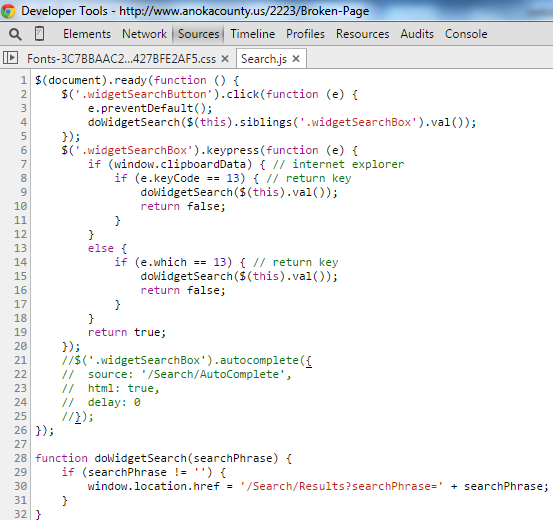 Developer Tools - http://www.anokacounty.us/2223/Broken-Page
Elements Network Sources Timeline Profiles Resources Audits Console
Fonts-3C7BBAAC2...427BFE2AF5.css × Search.js ×
1 $(document).ready(function () {
2     $('.widgetSearchButton').click(function (e) {
3         e.preventDefault();
4         doWidgetSearch($(this).siblings('.widgetSearchBox').val());
5     });
6     $('.widgetSearchBox').keypress(function (e) {
7         if (window.clipboardData) { // internet explorer
8             if (e.keyCode == 13) { // return key
9                 doWidgetSearch($(this).val());
10                 return false;
11             }
12         }
13         else {
14             if (e.which == 13) { // return key
15                 doWidgetSearch($(this).val());
16                 return false;
17             }
18         }
19         return true;
20     });
21     //$('.widgetSearchBox').autocomplete({
22     //  source: '/Search/AutoComplete',
23     //  html: true,
24     //  delay: 0
25     //});
26 });
27
28 function doWidgetSearch(searchPhrase) {
29     if (searchPhrase != '') {
30         window.location.href = '/Search/Results?searchPhrase=' + searchPhrase;
31     }
32 }